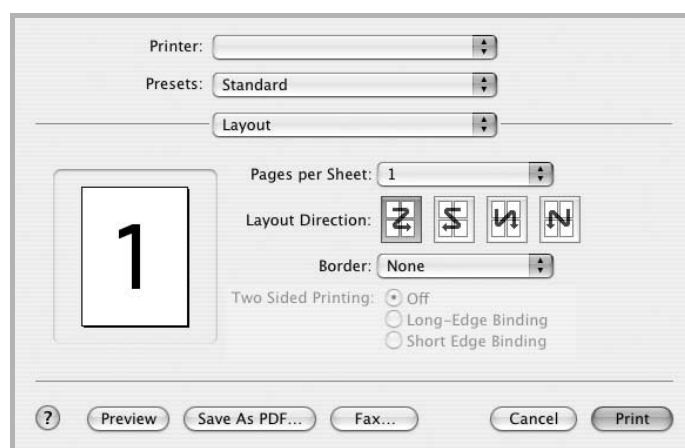 Printer:
Presets: Standard
Layout
Pages per Sheet: 1
1
Layout Direction:
Border: None
Two Sided Printing: Off
Long-Edge Binding
Short Edge Binding
? Preview Save As PDF... Fax... Cancel Print